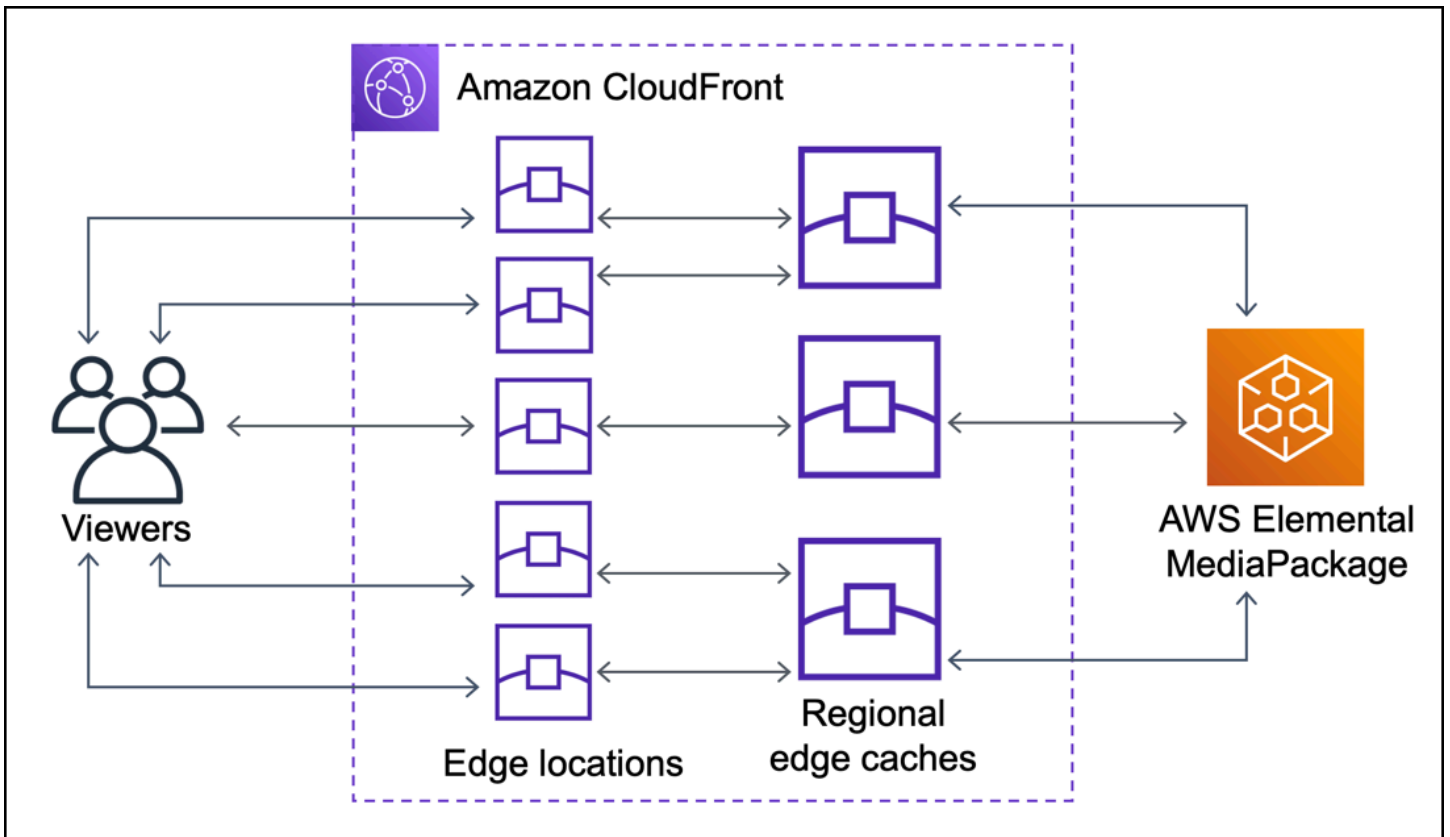 Amazon CloudFront
Viewers
Edge locations
Regional
edge caches
AWS Elemental
MediaPackage